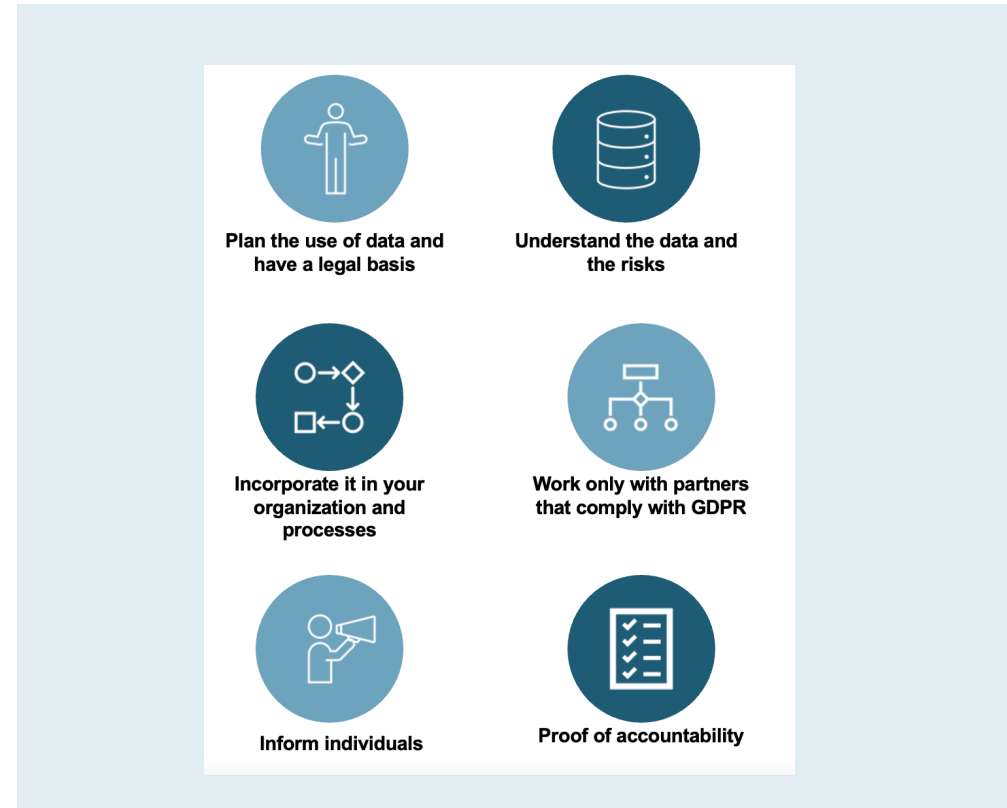 Plan the use of data and
have a legal basis
Understand the data and
the risks
Incorporate it in your
organization and
processes
Work only with partners
that comply with GDPR
Inform individuals
Proof of accountability